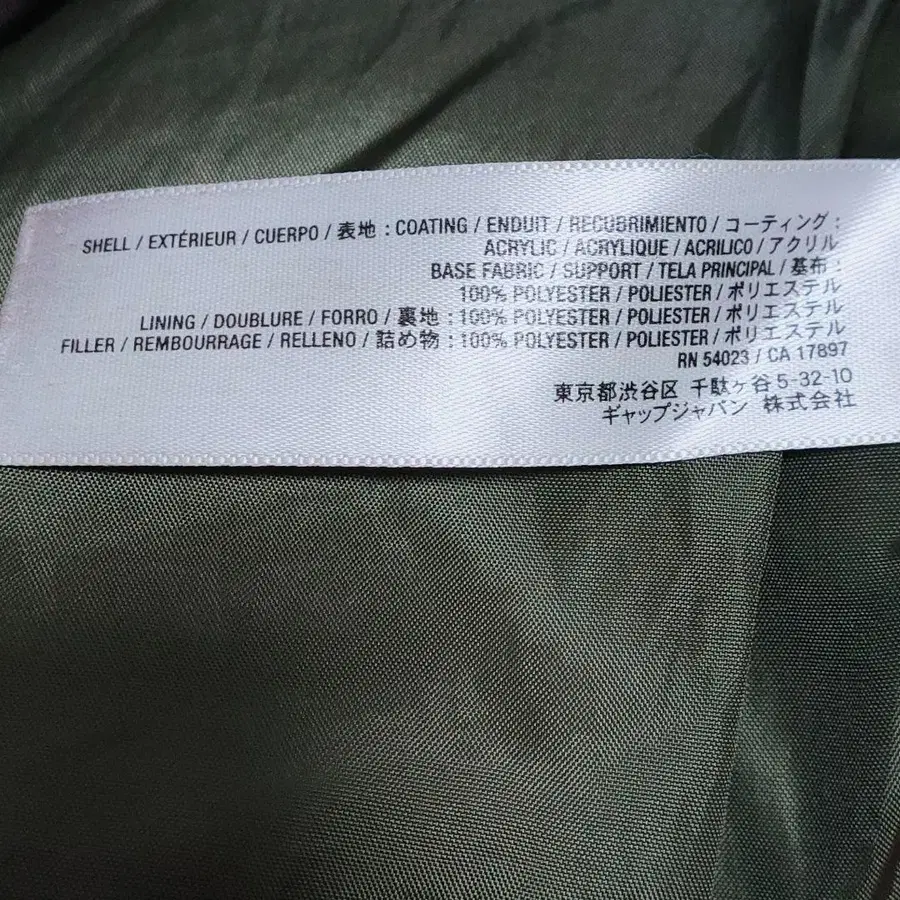 SHELL / EXTÉRIEUR / CUERPO / 表地 : COATING / ENDUIT / RECUBRIMIENTO / コーティング :
ACRYLIC / ACRYLIQUE / ACRILICO / アクリル
BASE FABRIC / SUPPORT / TELA PRINCIPAL / 基布 :
100% POLYESTER / POLIESTER / ポリエステル
LINING / DOUBLURE / FORRO / 裏地 : 100% POLYESTER / POLIESTER / ポリエステル
FILLER / REMBOURRAGE / RELLENO / 詰め物 : 100% POLYESTER / POLIESTER / ポリエステル
RN 54023 / CA 17897
東京都渋谷区 千駄ヶ谷 5-32-10
ギャップジャパン 株式会社